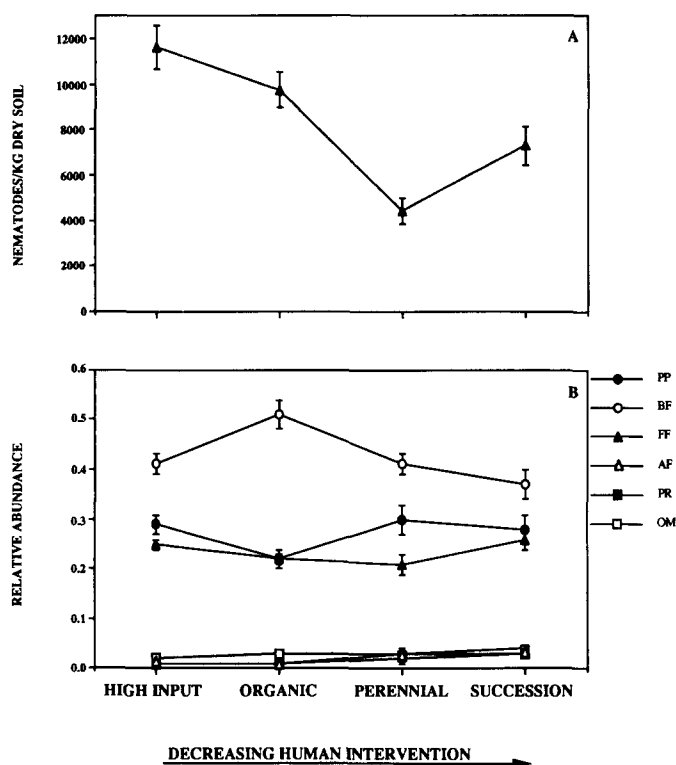 A
12000
10000
8000
6000
4000
2000
0
NEMATODES/KG DRY SOIL
B
0.6
0.5
0.4
0.3
0.2
0.1
0.0
RELATIVE ABUNDANCE
PP
BF
FF
AF
PR
OM
HIGH INPUT ORGANIC PERENNIAL SUCCESSION
DECREASING HUMAN INTERVENTION